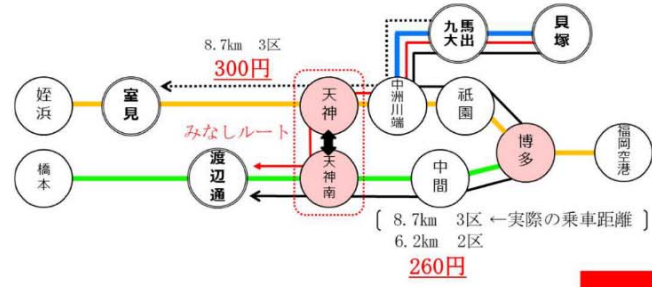 九大
馬出
貝塚
8.7km 3区
300円
姪浜
室見
天神
中洲川端
祇園
みなしルート
博多
福岡空港
橋本
渡辺通
天神南
中間
[ 8.7km 3区 ←実際の乗車距離 ]
6.2km 2区
260円